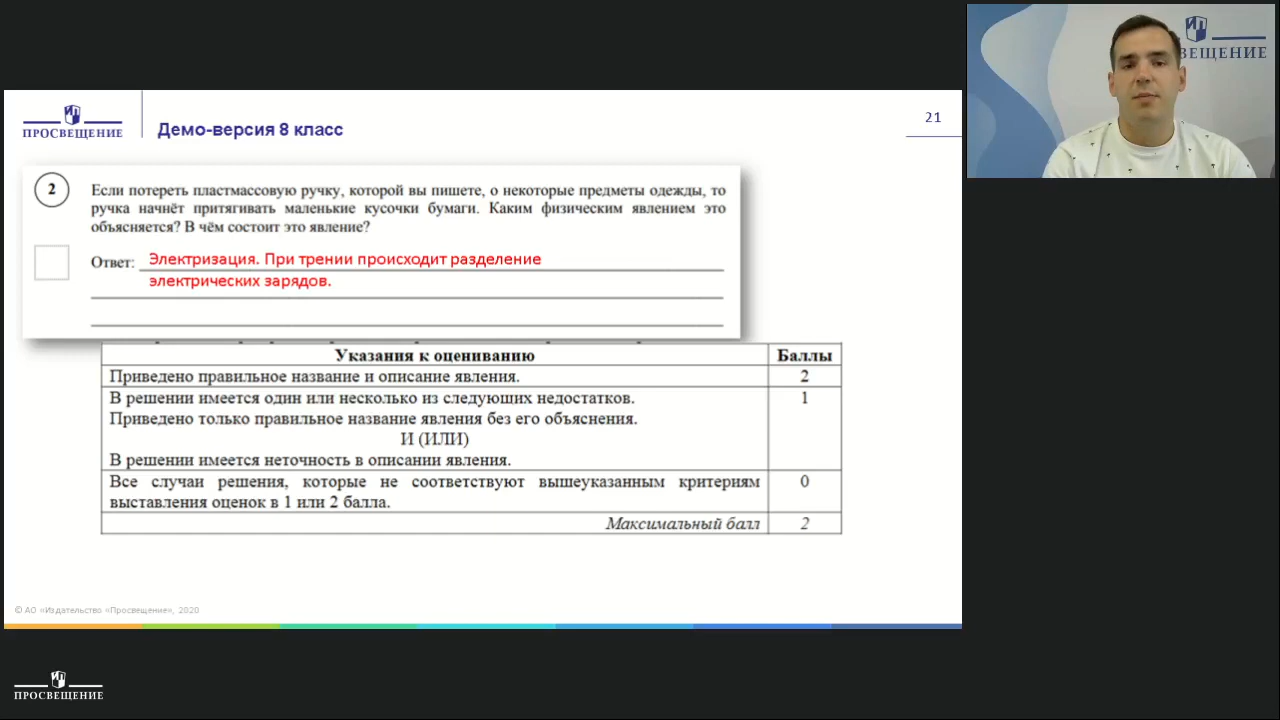 ПРОСВЕЩЕНИЕ
СВЕЩЕНИЕ
ПРОСВЕЩЕНИЕ
Демо-версия 8 класс
21
2
Если потереть пластмассовую ручку, которой вы пишете, о некоторые предметы одежды, то
ручка начнёт притягивать маленькие кусочки бумаги. Каким физическим явлением это
объясняется? В чём состоит это явление?
Ответ: Электризация. При трении происходит разделение
электрических зарядов.
Указания к оцениванию Баллы
Приведено правильное название и описание явления. 2
В решении имеется один или несколько из следующих недостатков. 1
Приведено только правильное название явления без его объяснения.
И (ИЛИ)
В решении имеется неточность в описании явления.
Все случаи решения, которые не соответствуют вышеуказанным критериям 0
выставления оценок в 1 или 2 балла.
Максимальный балл 2
© АО «Издательство «Просвещение», 2020